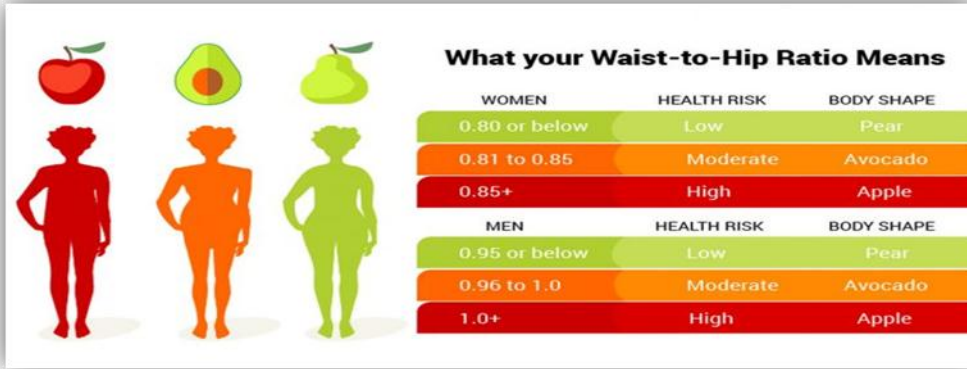 What your Waist-to-Hip Ratio Means
WOMEN HEALTH RISK BODY SHAPE
0.80 or below Low Pear
0.81 to 0.85 Moderate Avocado
0.85+ High Apple
MEN HEALTH RISK BODY SHAPE
0.95 or below Low Pear
0.96 to 1.0 Moderate Avocado
1.0+ High Apple